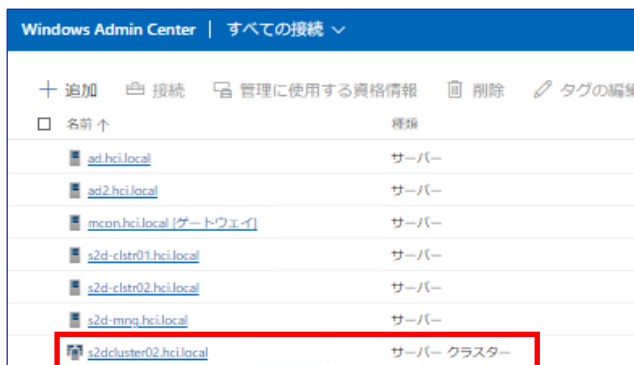 Windows Admin Center | すべての接続
追加 接続 管理に使用する資格情報 削除 タグの編集
名前 種類
ad.hci.local サーバー
ad2.hci.local サーバー
mcon.hci.local [ゲートウェイ] サーバー
s2d-clstr01.hci.local サーバー
s2d-clstr02.hci.local サーバー
s2d-mng.hci.local サーバー
s2dcluster02.hci.local サーバー クラスター